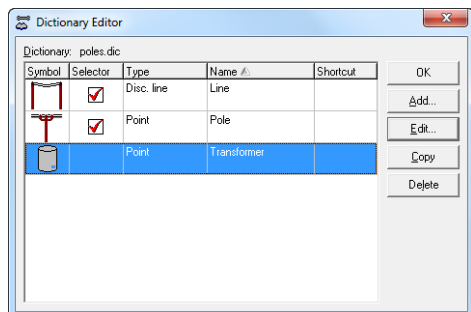 Dictionary Editor
Dictionary: poles.dic
Symbol Selector Type Name Shortcut
Disc. line Line
Point Pole
Point Transformer
OK
Add...
Edit...
Copy
Delete